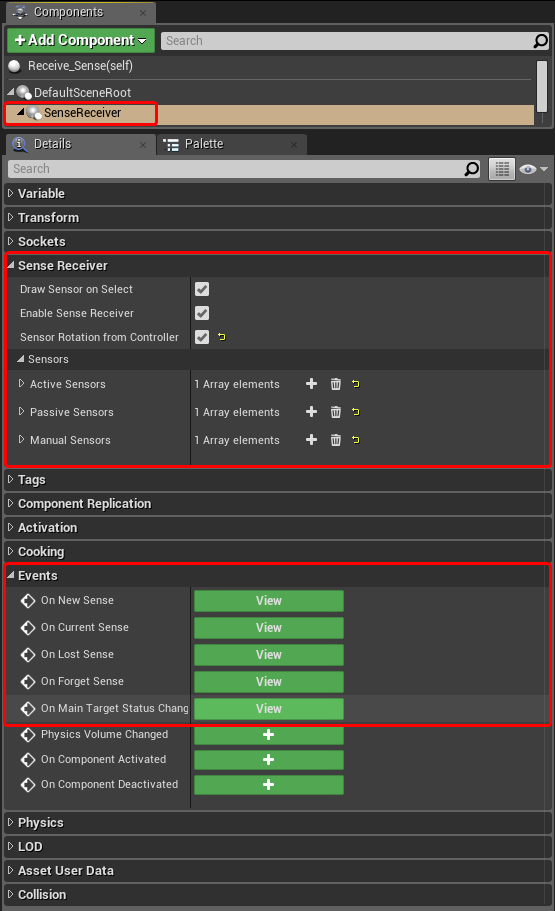 Components
+ Add Component
Search
Receive_Sense(self)
DefaultSceneRoot
SenseReceiver
Details
Palette
Search
Variable
Transform
Sockets
Sense Receiver
Draw Sensor on Select
Enable Sense Receiver
Sensor Rotation from Controller
Sensors
Active Sensors 1 Array elements
Passive Sensors 1 Array elements
Manual Sensors 1 Array elements
Tags
Component Replication
Activation
Cooking
Events
On New Sense View
On Current Sense View
On Lost Sense View
On Forget Sense View
On Main Target Status Chang View
Physics Volume Changed
On Component Activated
On Component Deactivated
Physics
LOD
Asset User Data
Collision